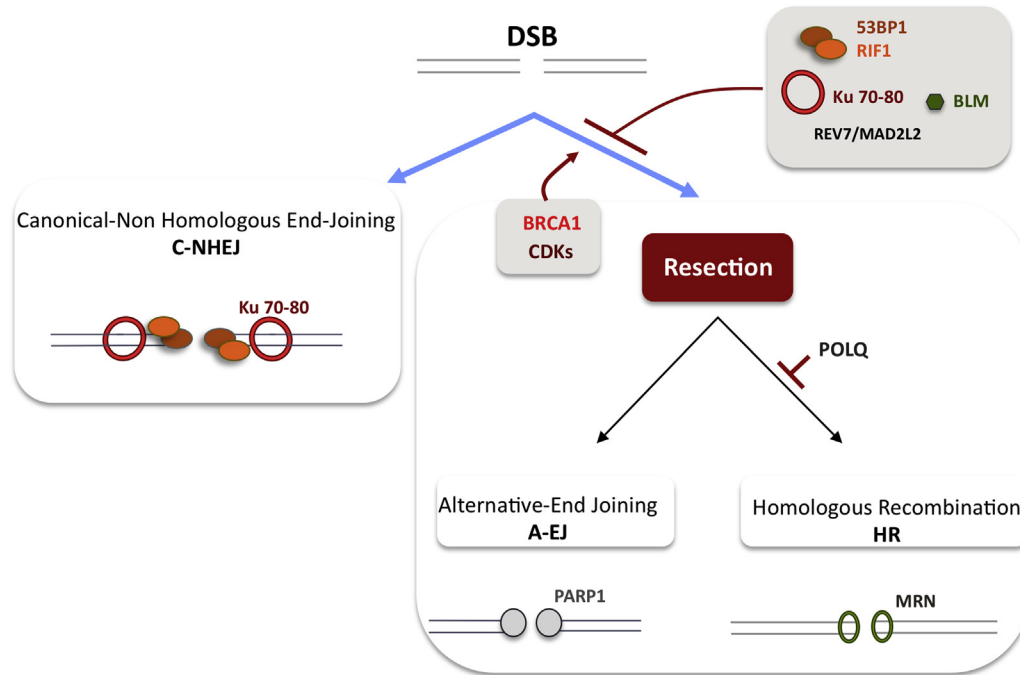 DSB
53BP1
RIF1
Ku 70-80
BLM
REV7/MAD2L2
Canonical-Non Homologous End-Joining
C-NHEJ
Ku 70-80
BRCA1
CDKs
Resection
POLQ
Alternative-End Joining
A-EJ
Homologous Recombination
HR
PARP1
MRN